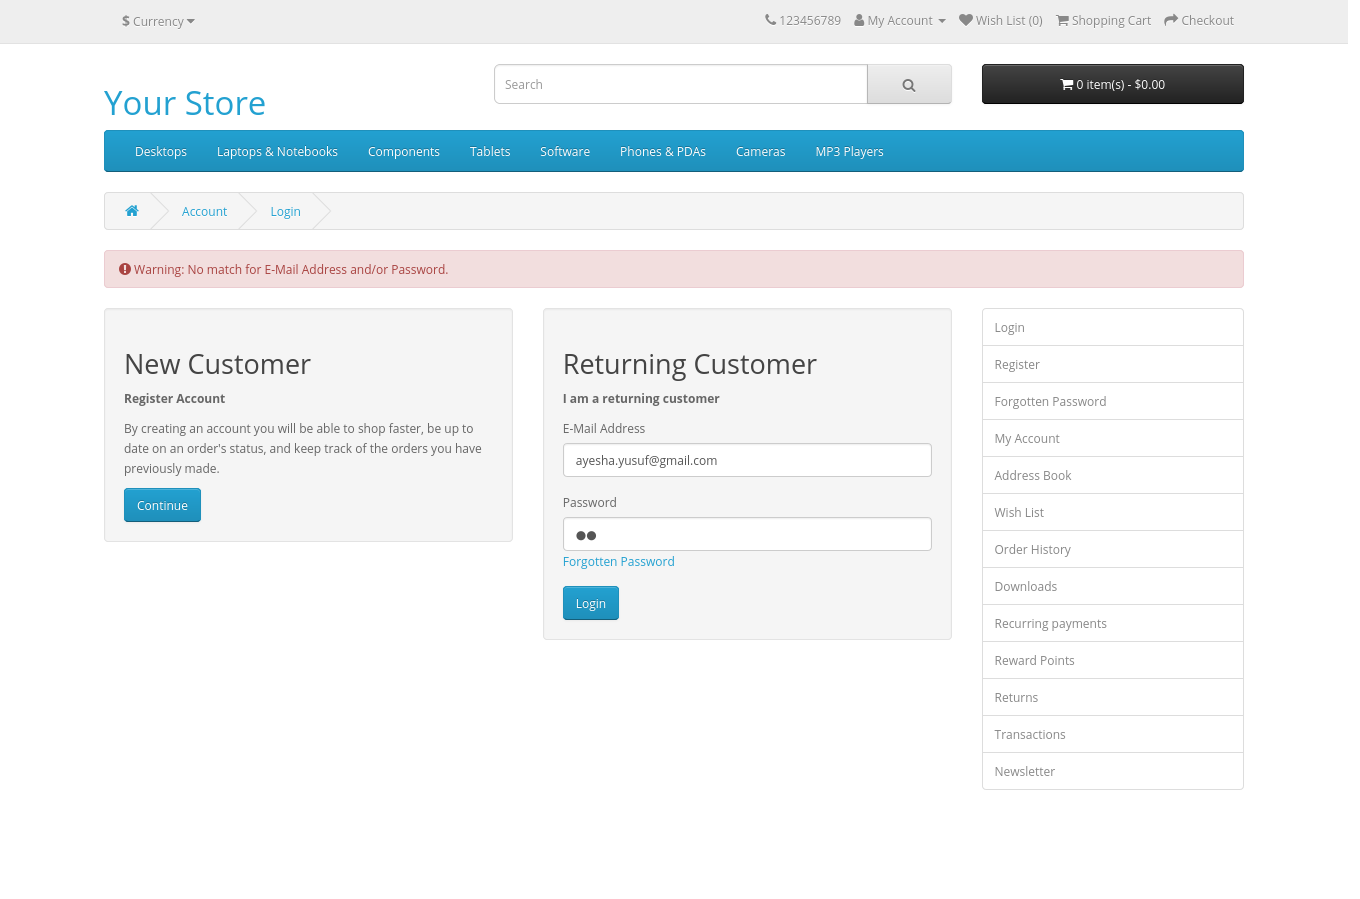 $ Currency
123456789 My Account Wish List (0) Shopping Cart Checkout
Your Store
Search
0 item(s) - $0.00
Desktops Laptops & Notebooks Components Tablets Software Phones & PDAs Cameras MP3 Players
Account Login
Warning: No match for E-Mail Address and/or Password.
New Customer
Register Account
By creating an account you will be able to shop faster, be up to
date on an order's status, and keep track of the orders you have
previously made.
Continue
Returning Customer
I am a returning customer
E-Mail Address
ayesha.yusuf@gmail.com
Password
●●
Forgotten Password
Login
Login
Register
Forgotten Password
My Account
Address Book
Wish List
Order History
Downloads
Recurring payments
Reward Points
Returns
Transactions
Newsletter